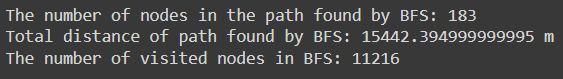 The number of nodes in the path found by BFS: 183
Total distance of path found by BFS: 15442.394999999995 m
The number of visited nodes in BFS: 11216